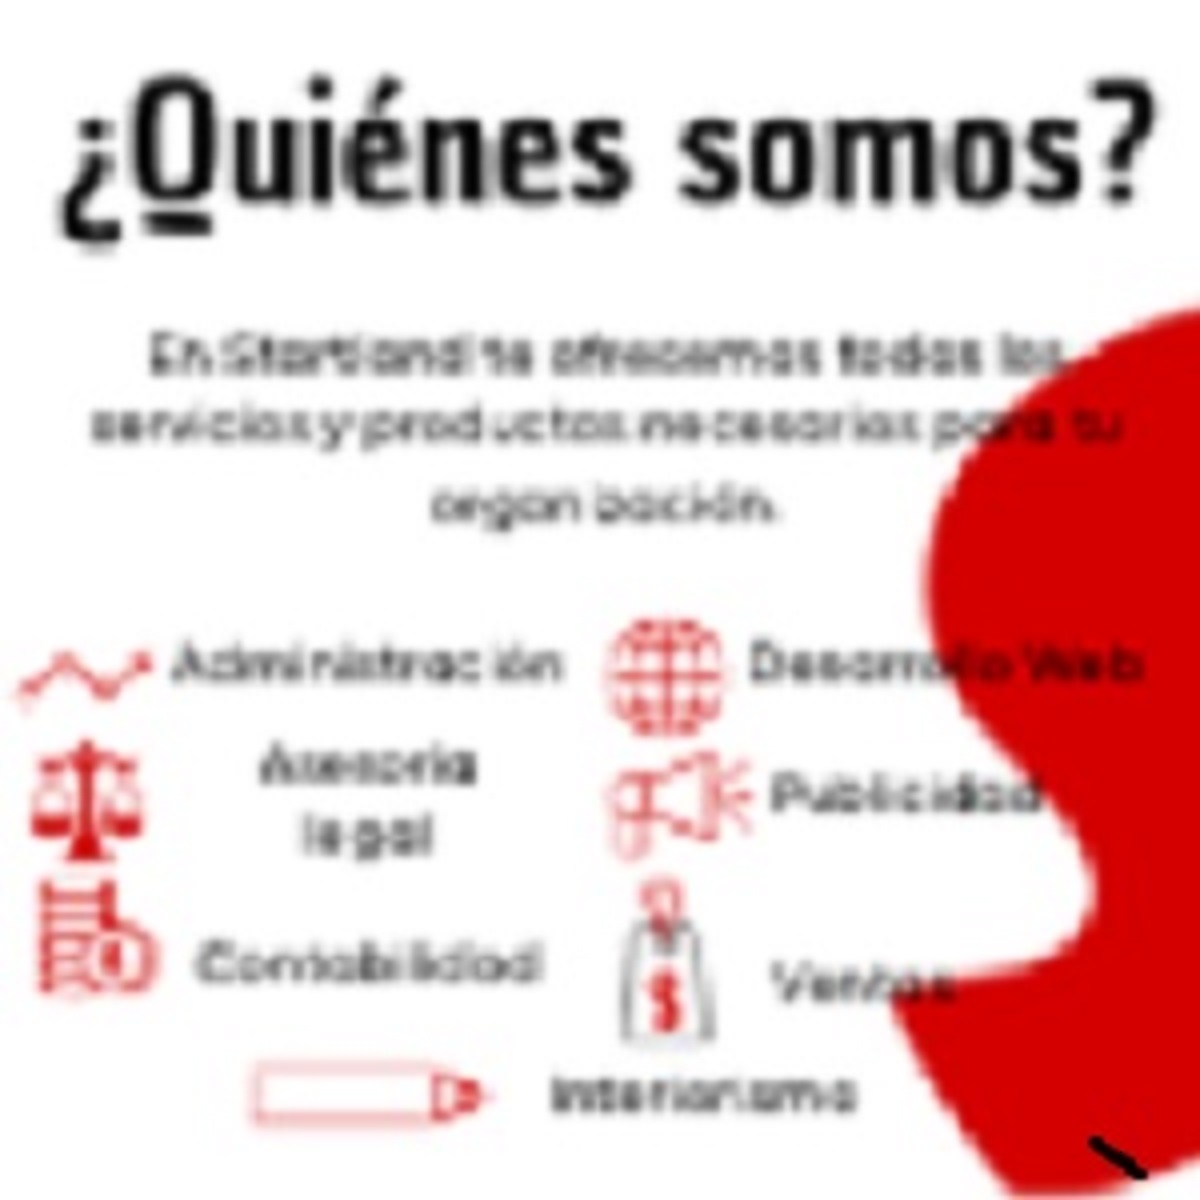 ¿Quiénes somos?
En Startland te ofrecemos todos los
servicios y productos necesarios para tu
organización.
Administración
Desarrollo Web
Asesoría
legal
Publicidad
Contabilidad
Ventas
Interiorismo